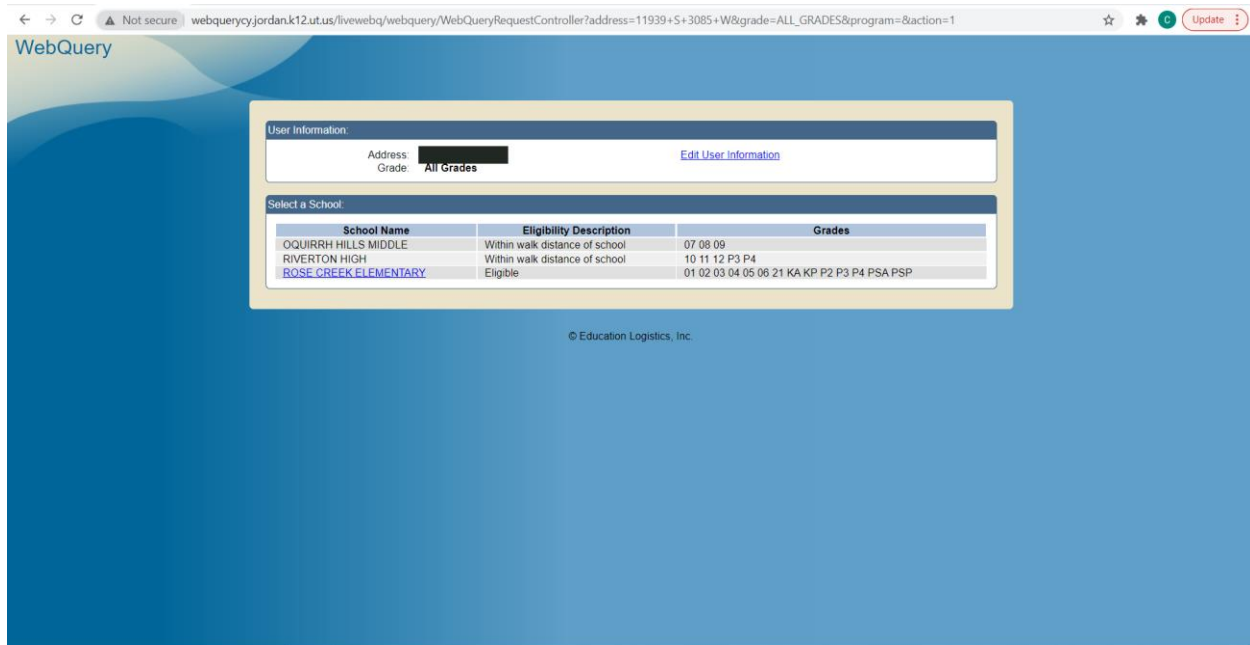 Not secure webquerycy.jordan.k12.ut.us/livewebq/webquery/WebQueryRequestController?address=11939+S+3085+W&grade=ALL_GRADES&program=&action=1 C Update
WebQuery
User Information:
Address: Edit User Information
Grade: All Grades
Select a School:
School Name Eligibility Description Grades
OQUIRRH HILLS MIDDLE Within walk distance of school 07 08 09
RIVERTON HIGH Within walk distance of school 10 11 12 P3 P4
ROSE CREEK ELEMENTARY Eligible 01 02 03 04 05 06 21 KA KP P2 P3 P4 PSA PSP
© Education Logistics, Inc.